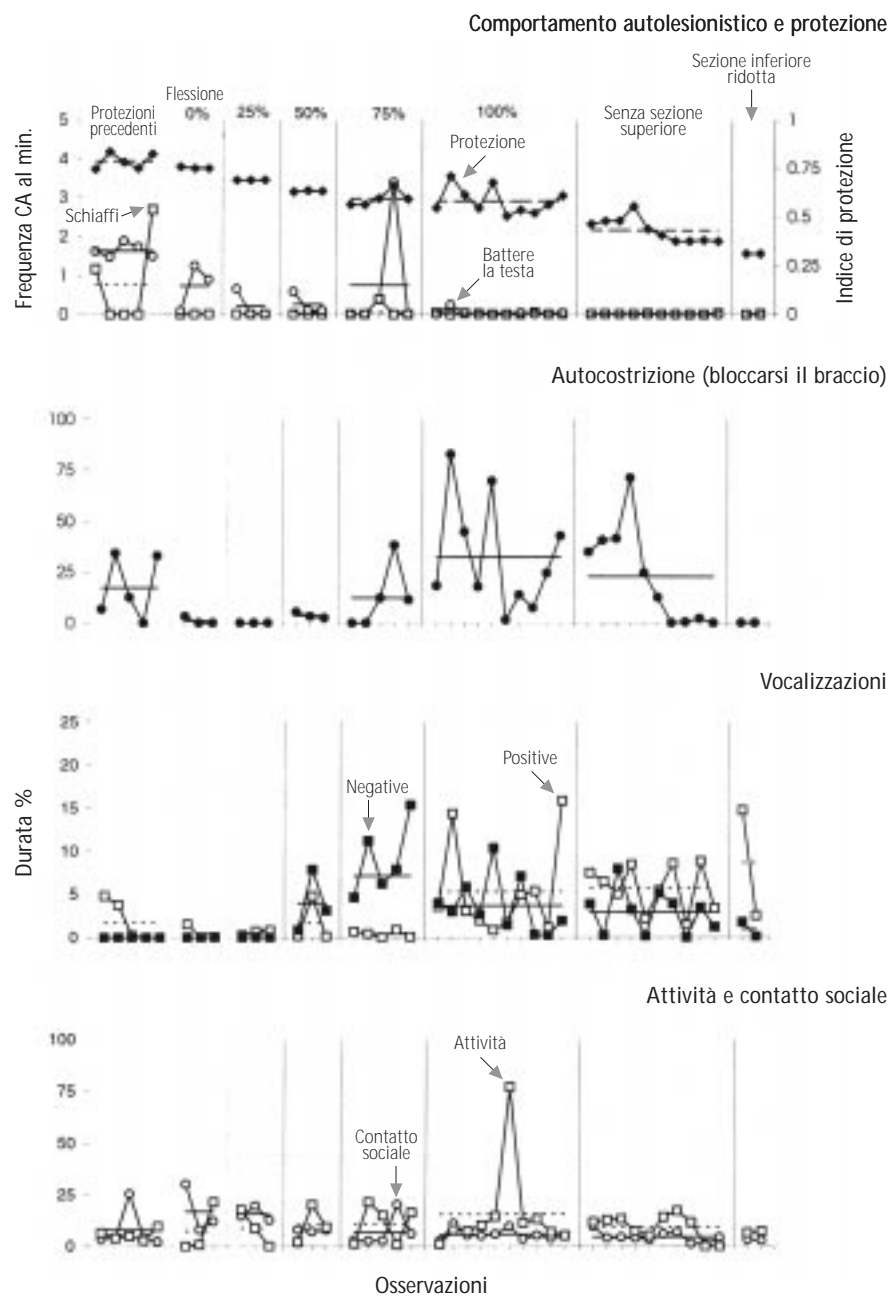 Comportamento autolesionistico e protezione
Sezione inferiore
ridotta
Flessione
Protezioni
precedenti
0%
25%
50%
75%
100%
Senza sezione
superiore
5
4
3
2
1
0
1
0.75
0.5
0.25
0
Frequenza CA al min.
Indice di protezione
Protezione
Schiaffi
Battere
la testa
Autocostrizione (bloccarsi il braccio)
100
75
50
25
0
Vocalizzazioni
25
20
15
10
5
0
Durata %
Negative
Positive
Attività e contatto sociale
100
75
50
25
0
Attività
Contatto
sociale
Osservazioni